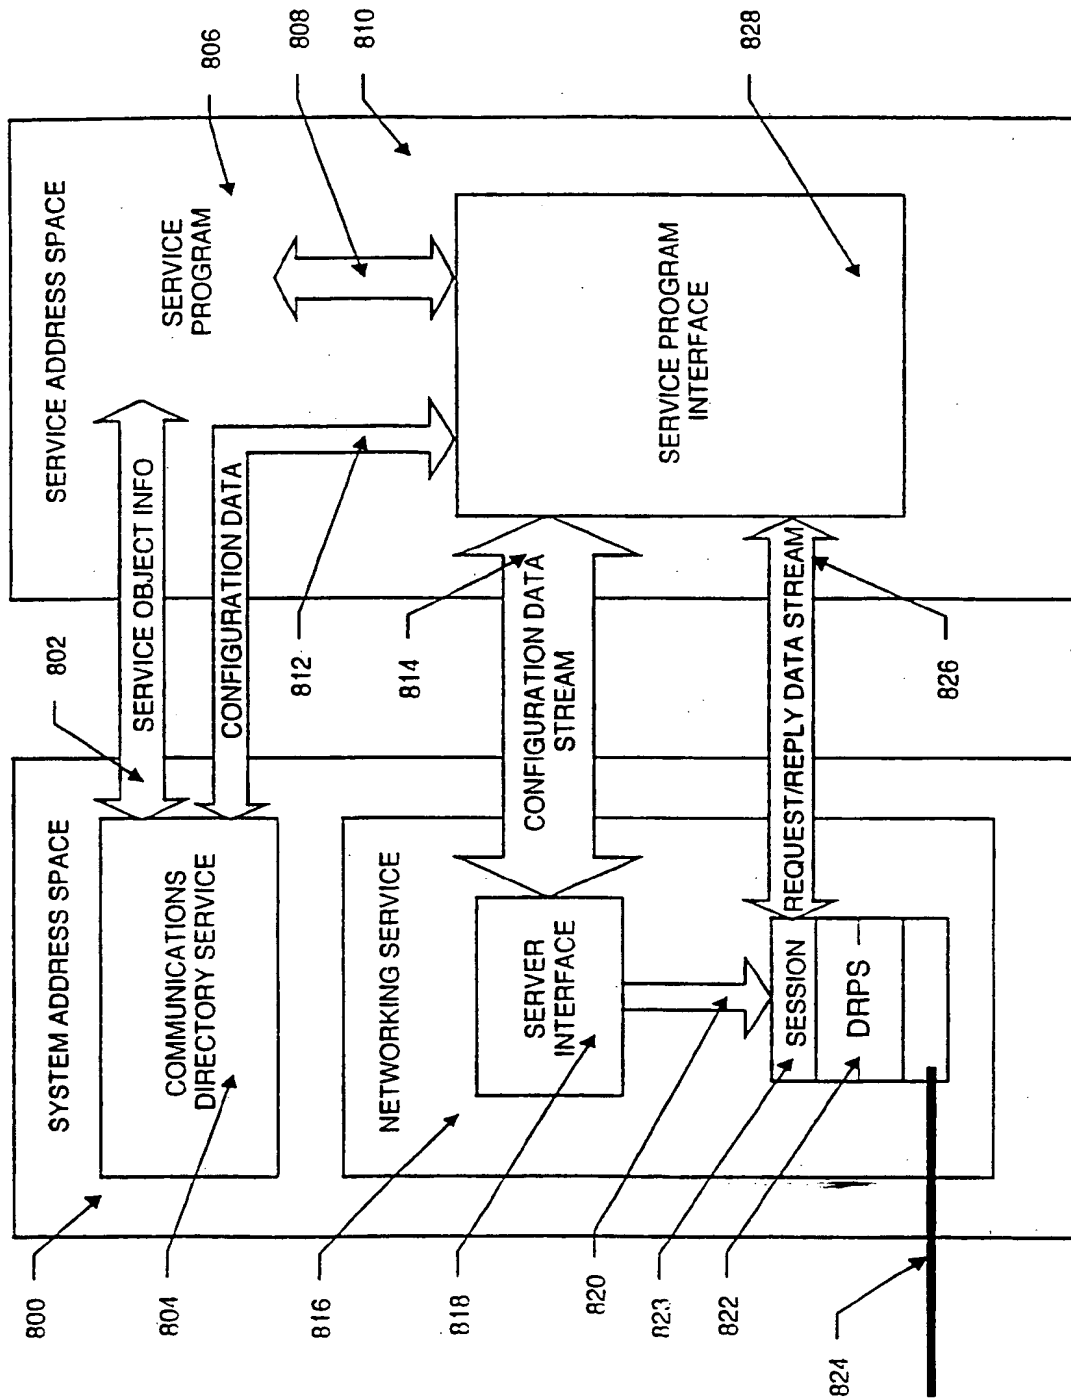 SYSTEM ADDRESS SPACE
COMMUNICATIONS
DIRECTORY SERVICE
NETWORKING SERVICE
SERVER
INTERFACE
SESSION
DRPS
SERVICE OBJECT INFO
CONFIGURATION DATA
CONFIGURATION DATA
STREAM
REQUEST/REPLY DATA STREAM
SERVICE ADDRESS SPACE
SERVICE
PROGRAM
SERVICE PROGRAM
INTERFACE
800
804
816
818
820
823
822
824
802
812
814
826
806
808
810
828